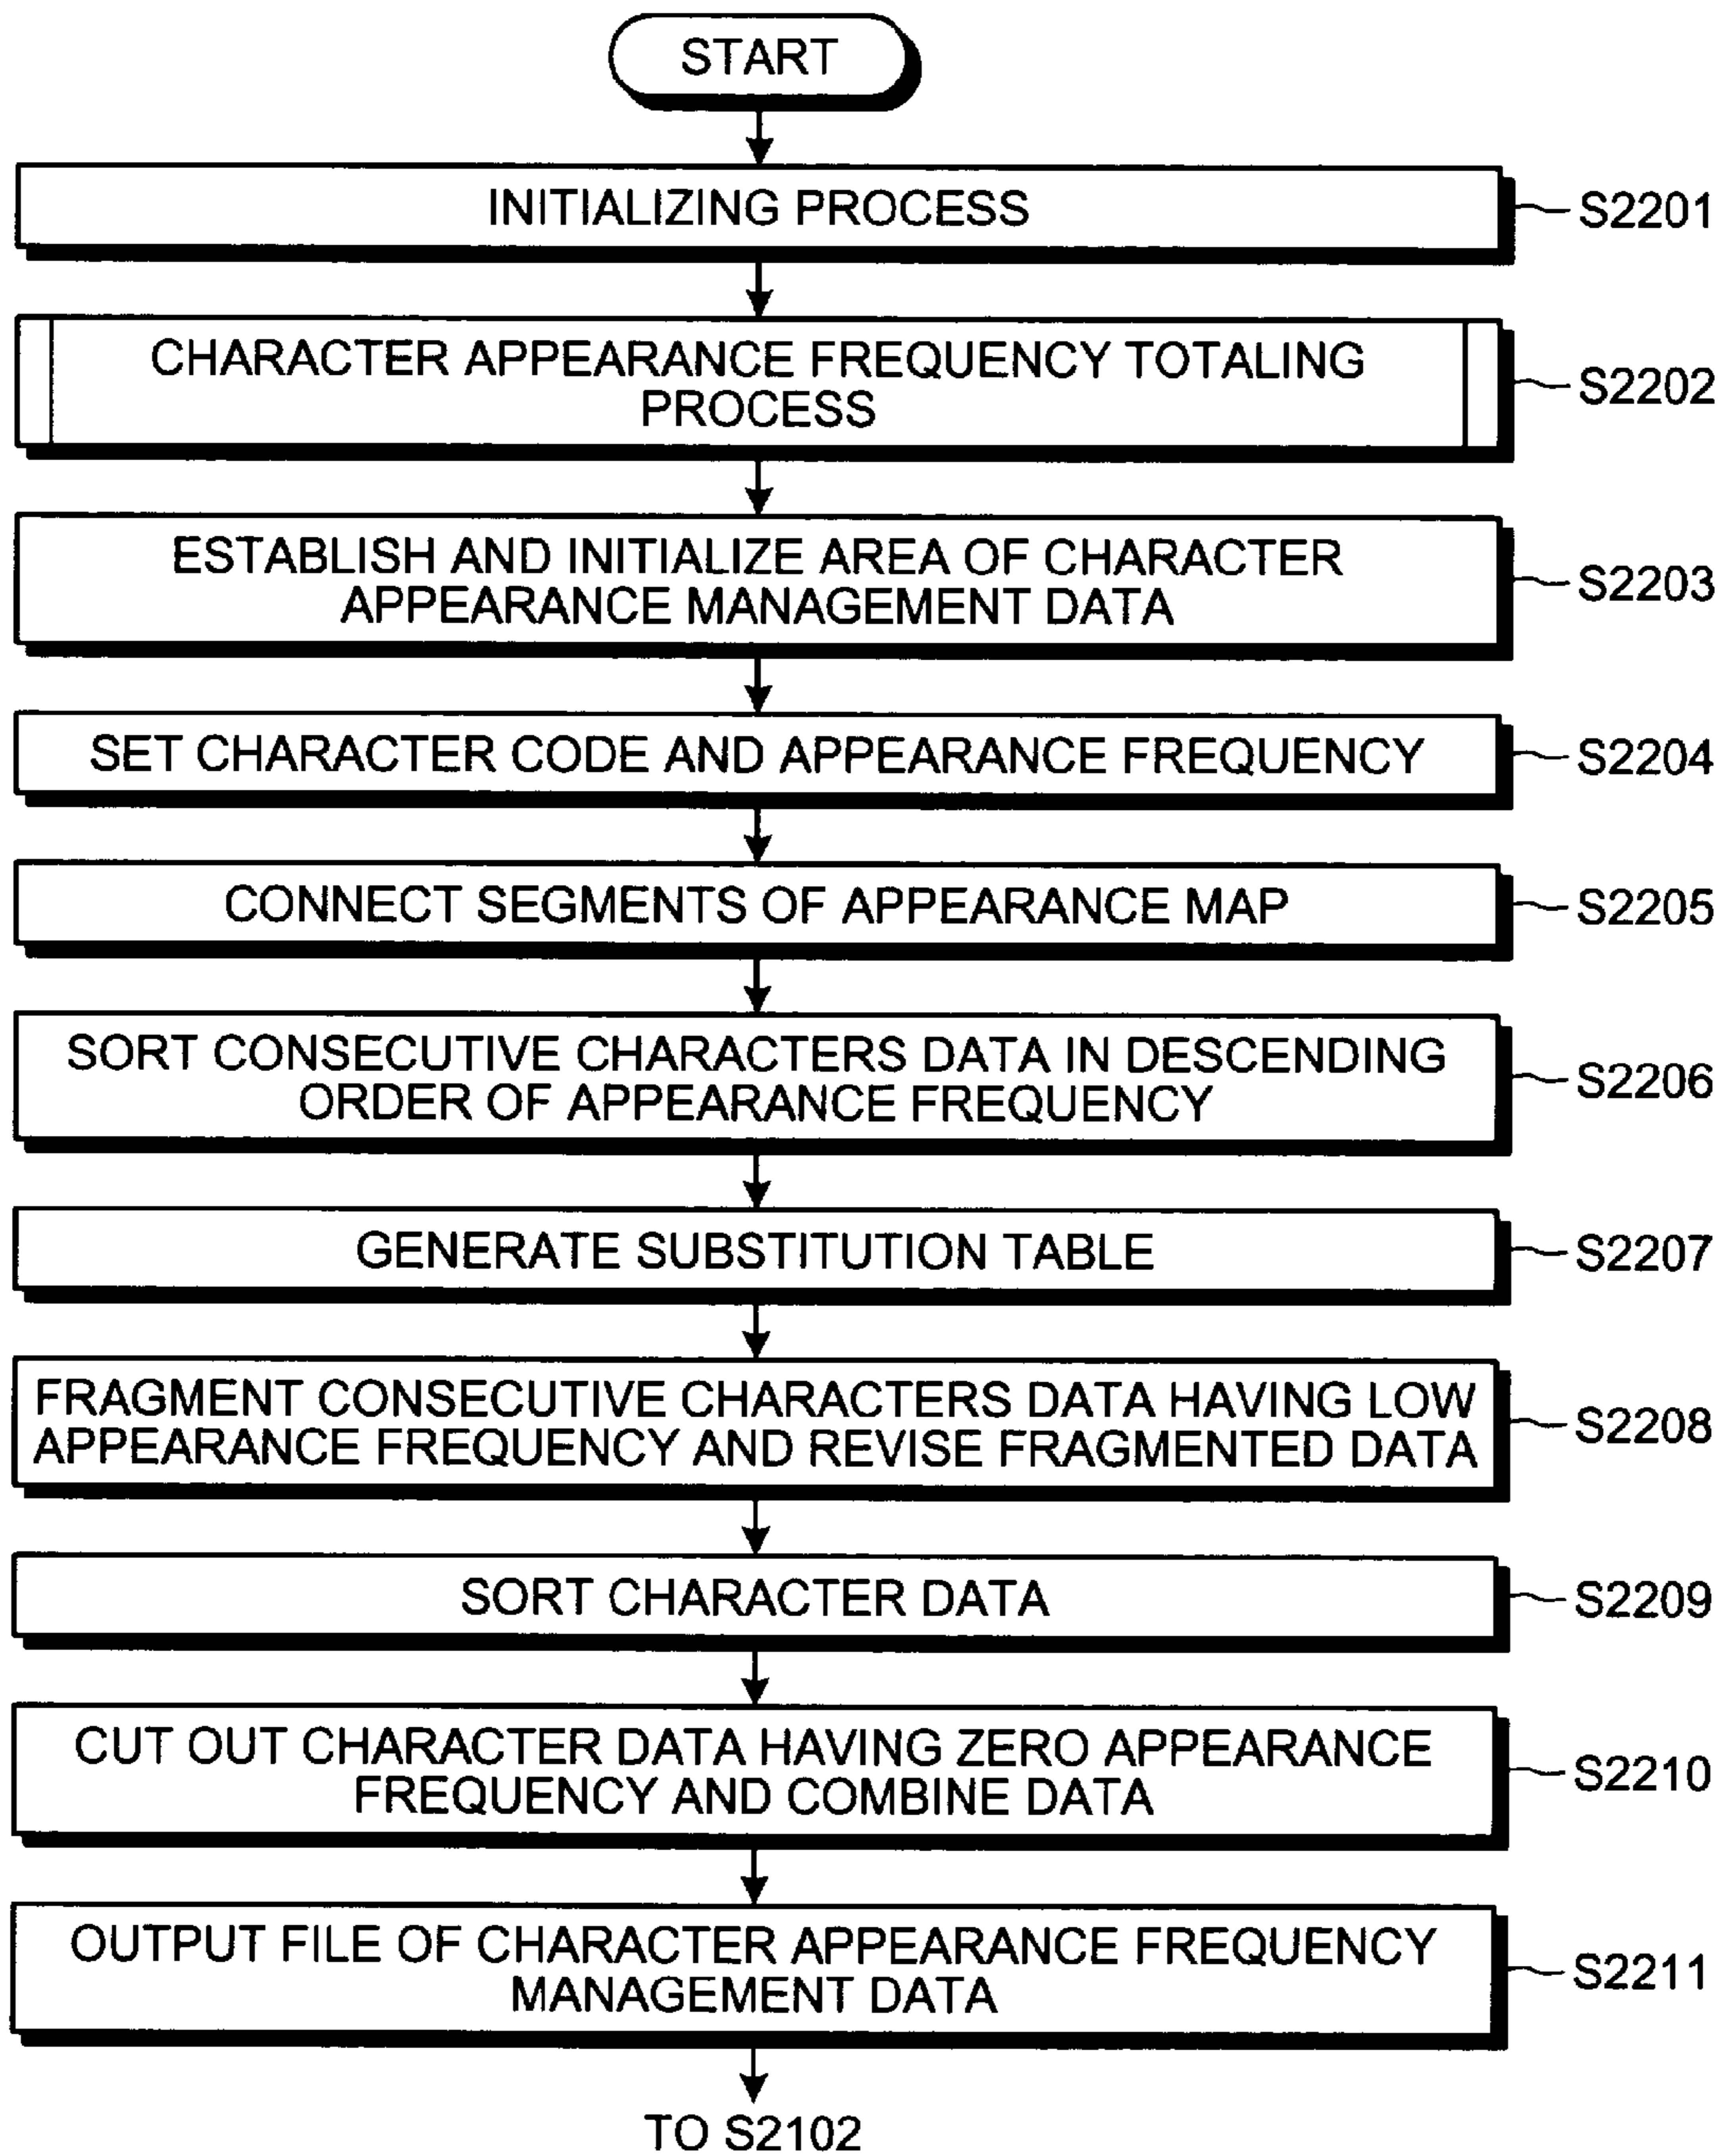 START
INITIALIZING PROCESS
S2201
CHARACTER APPEARANCE FREQUENCY TOTALING
PROCESS
S2202
ESTABLISH AND INITIALIZE AREA OF CHARACTER
APPEARANCE MANAGEMENT DATA
S2203
SET CHARACTER CODE AND APPEARANCE FREQUENCY
S2204
CONNECT SEGMENTS OF APPEARANCE MAP
S2205
SORT CONSECUTIVE CHARACTERS DATA IN DESCENDING
ORDER OF APPEARANCE FREQUENCY
S2206
GENERATE SUBSTITUTION TABLE
S2207
FRAGMENT CONSECUTIVE CHARACTERS DATA HAVING LOW
APPEARANCE FREQUENCY AND REVISE FRAGMENTED DATA
S2208
SORT CHARACTER DATA
S2209
CUT OUT CHARACTER DATA HAVING ZERO APPEARANCE
FREQUENCY AND COMBINE DATA
S2210
OUTPUT FILE OF CHARACTER APPEARANCE FREQUENCY
MANAGEMENT DATA
S2211
TO S2102